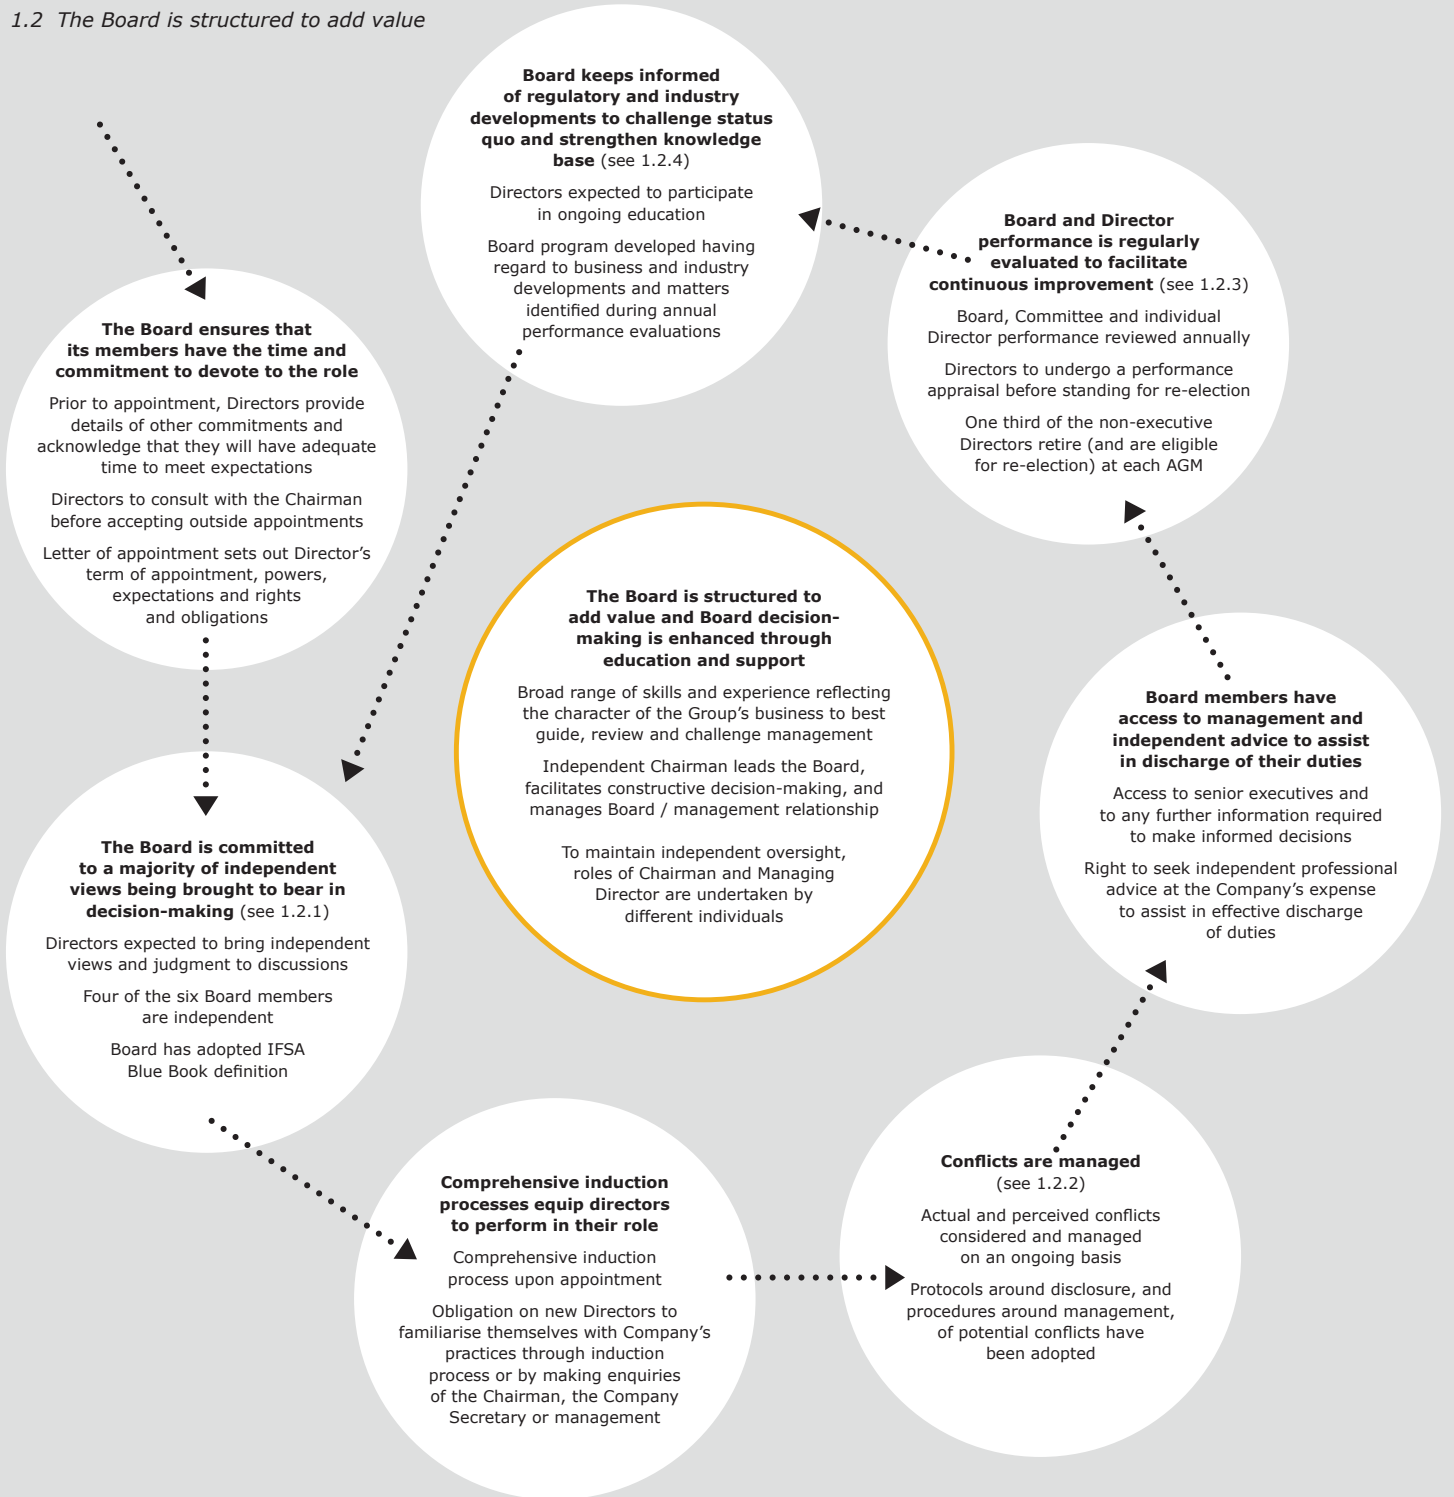 1.2 The Board is structured to add value
Board keeps informed
of regulatory and industry
developments to challenge status
quo and strengthen knowledge
base (see 1.2.4)
Directors expected to participate
in ongoing education
Board program developed having
regard to business and industry
developments and matters
identified during annual
performance evaluations
Board and Director
performance is regularly
evaluated to facilitate
continuous improvement (see 1.2.3)
Board, Committee and individual
Director performance reviewed annually
Directors to undergo a performance
appraisal before standing for re-election
One third of the non-executive
Directors retire (and are eligible
for re-election) at each AGM
The Board ensures that
its members have the time and
commitment to devote to the role
Prior to appointment, Directors provide
details of other commitments and
acknowledge that they will have adequate
time to meet expectations
Directors to consult with the Chairman
before accepting outside appointments
Letter of appointment sets out Director’s
term of appointment, powers,
expectations and rights
and obligations
The Board is structured to
add value and Board decision-
making is enhanced through
education and support
Broad range of skills and experience reflecting
the character of the Group’s business to best
guide, review and challenge management
Independent Chairman leads the Board,
facilitates constructive decision-making, and
manages Board / management relationship
To maintain independent oversight,
roles of Chairman and Managing
Director are undertaken by
different individuals
Board members have
access to management and
independent advice to assist
in discharge of their duties
Access to senior executives and
to any further information required
to make informed decisions
Right to seek independent professional
advice at the Company’s expense
to assist in effective discharge
of duties
The Board is committed
to a majority of independent
views being brought to bear in
decision-making (see 1.2.1)
Directors expected to bring independent
views and judgment to discussions
Four of the six Board members
are independent
Board has adopted IFSA
Blue Book definition
Comprehensive induction
processes equip directors
to perform in their role
Comprehensive induction
process upon appointment
Obligation on new Directors to
familiarise themselves with Company’s
practices through induction
process or by making enquiries
of the Chairman, the Company
Secretary or management
Conflicts are managed
(see 1.2.2)
Actual and perceived conflicts
considered and managed
on an ongoing basis
Protocols around disclosure, and
procedures around management,
of potential conflicts have
been adopted